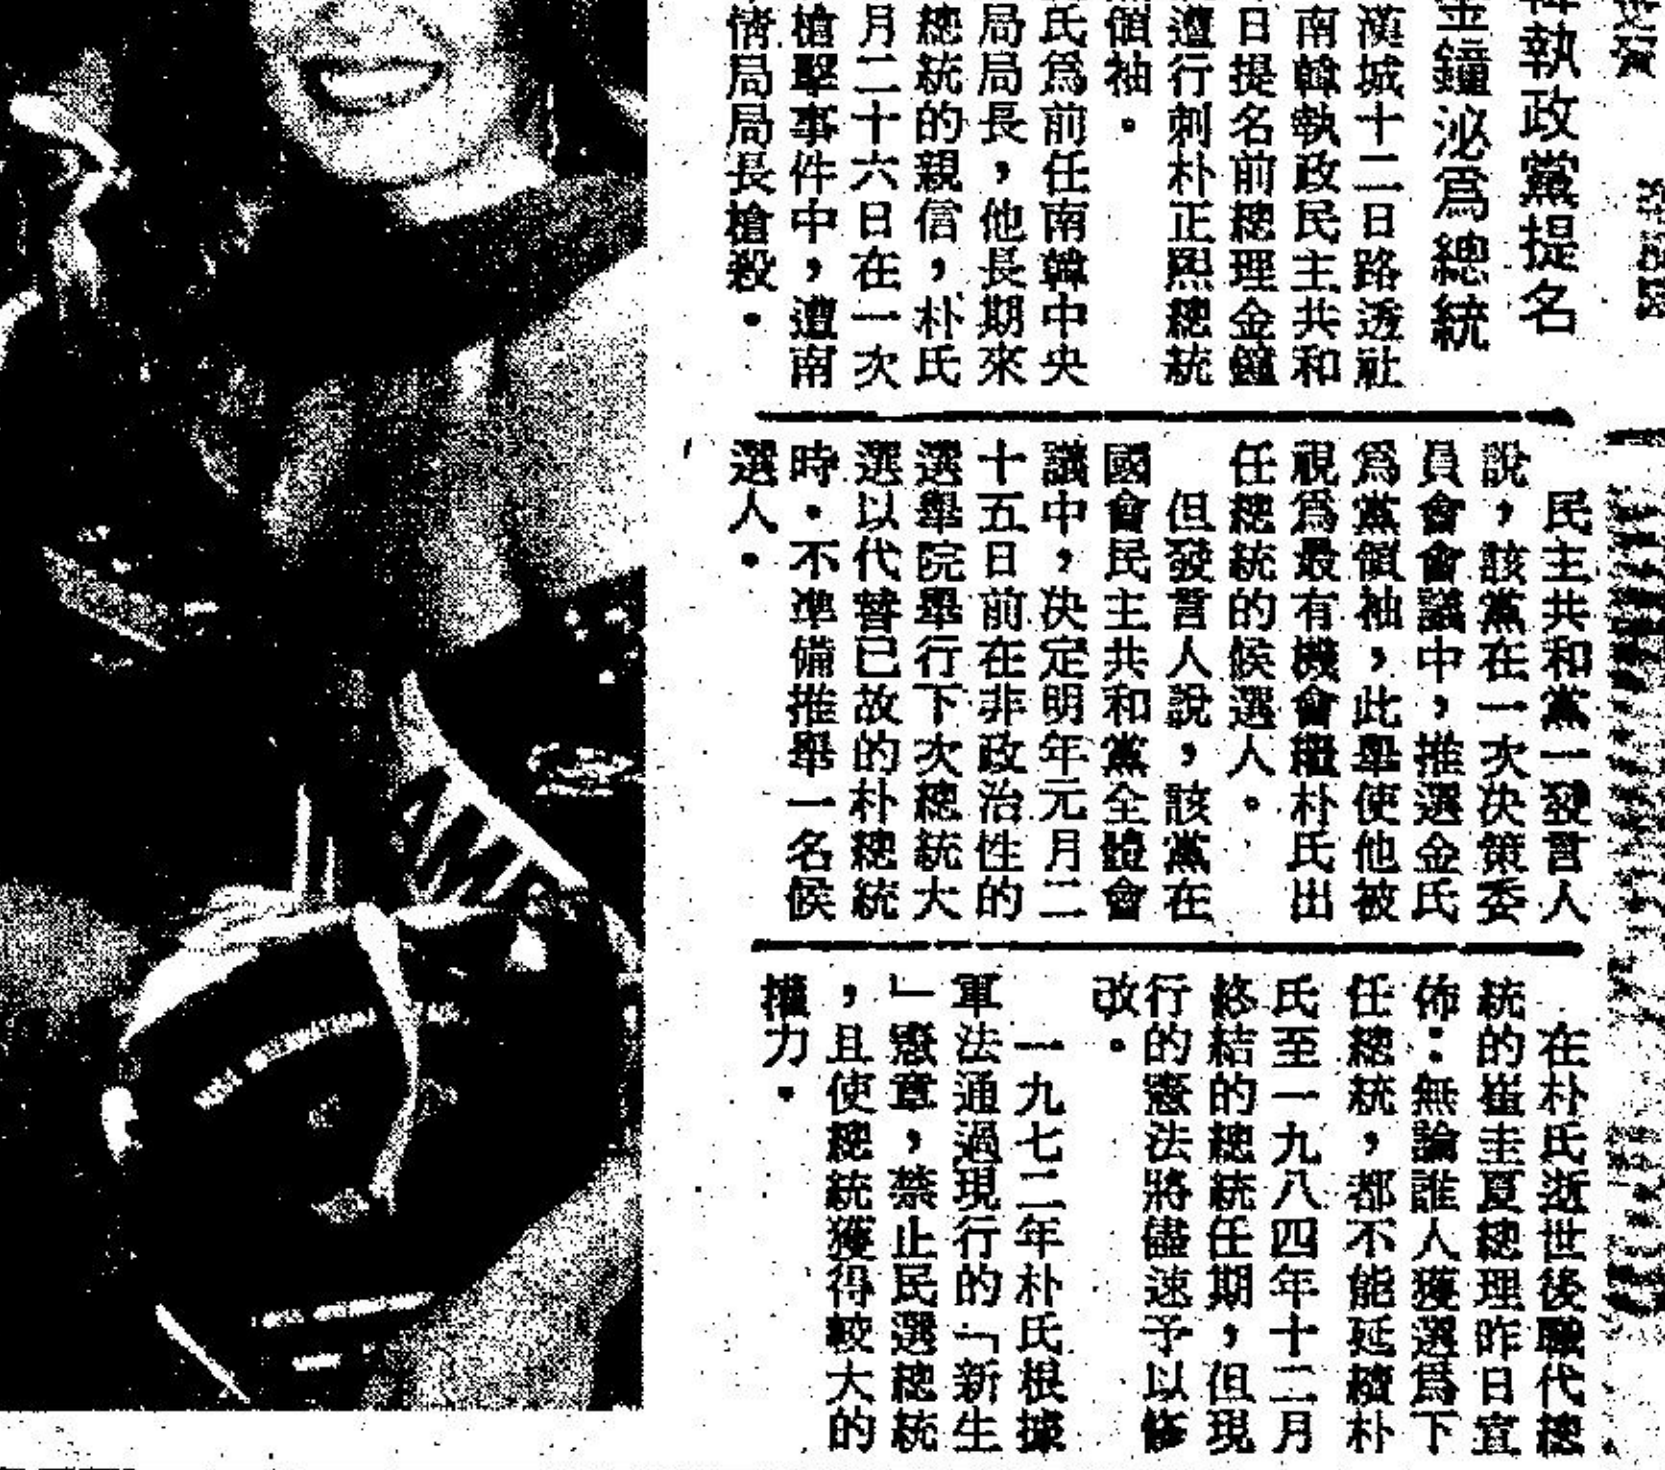 執政黨提名
金鐘泌爲總統
漢城十二日路透社
南韓執政民主共和
日提名前總理金鐘
遭行刺朴正熙總統
領袖。
氏爲前任南韓中央
局局長，他長期來
總統的親信，朴氏
月二十六日在一次
槍擊事件中，遭南
情局局長槍殺。
民主共和黨一發言人
說，該黨在一次決策委
員會會議中，推選金氏
爲黨領袖，此舉使他被
視爲最有機會繼朴氏出
任總統的候選人。
但發言人說，該黨在
國會民主共和黨全體會
議中，決定明年元月二
十五日前在非政治性的
選舉院舉行下次總統大
選以代替已故的朴總統
時．不準備推舉一名候
選人。
在朴氏逝世後職代總
統的崔圭夏總理昨日宣
佈：無論誰人獲選爲下
任總統，都不能延續朴
氏至一九八四年十二月
終結的總統任期，但現
行的憲法將儘速予以修
改。
一九七二年朴氏根據
軍法通過現行的「新生
」憲章，禁止民選總統
，且使總統獲得較大的
權力。